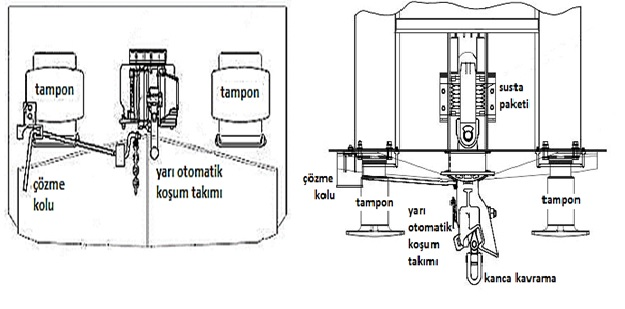 tampon
tampon
çözme
kolu
yarı otomatik
koşum takımı
susta
paketi
çözme
kolu
tampon
yarı
otomatik
koşum
takımı
tampon
kanca kavrama